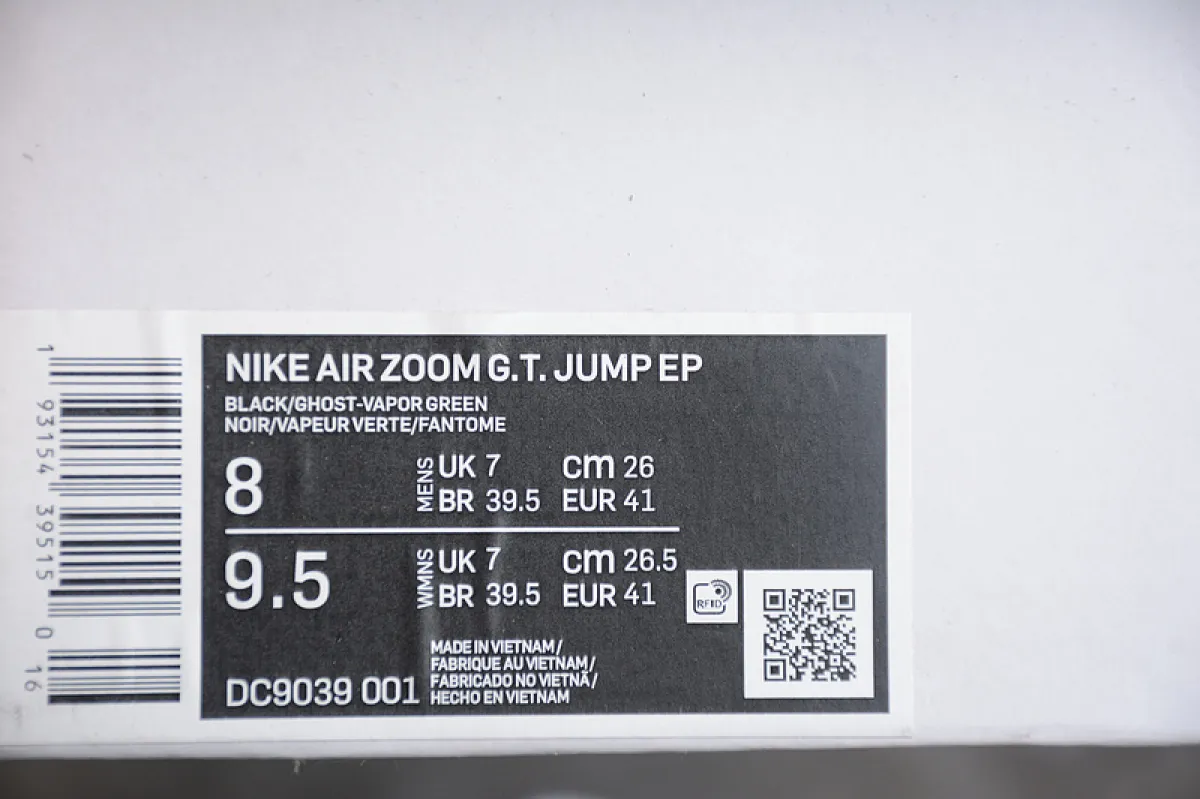 NIKE AIR ZOOM G.T. JUMP EP
BLACK/GHOST-VAPOR GREEN
NOIR/VAPEUR VERTE/FANTOME
8
MENS
UK 7 cm 26
BR 39.5 EUR 41
9.5
WMNS
UK 7 cm 26.5
BR 39.5 EUR 41
RFID
MADE IN VIETNAM/
FABRIQUE AU VIETNAM/
FABRICADO NO VIETNÃ/
HECHO EN VIETNAM
DC9039 001
1 93154 39515 0 16